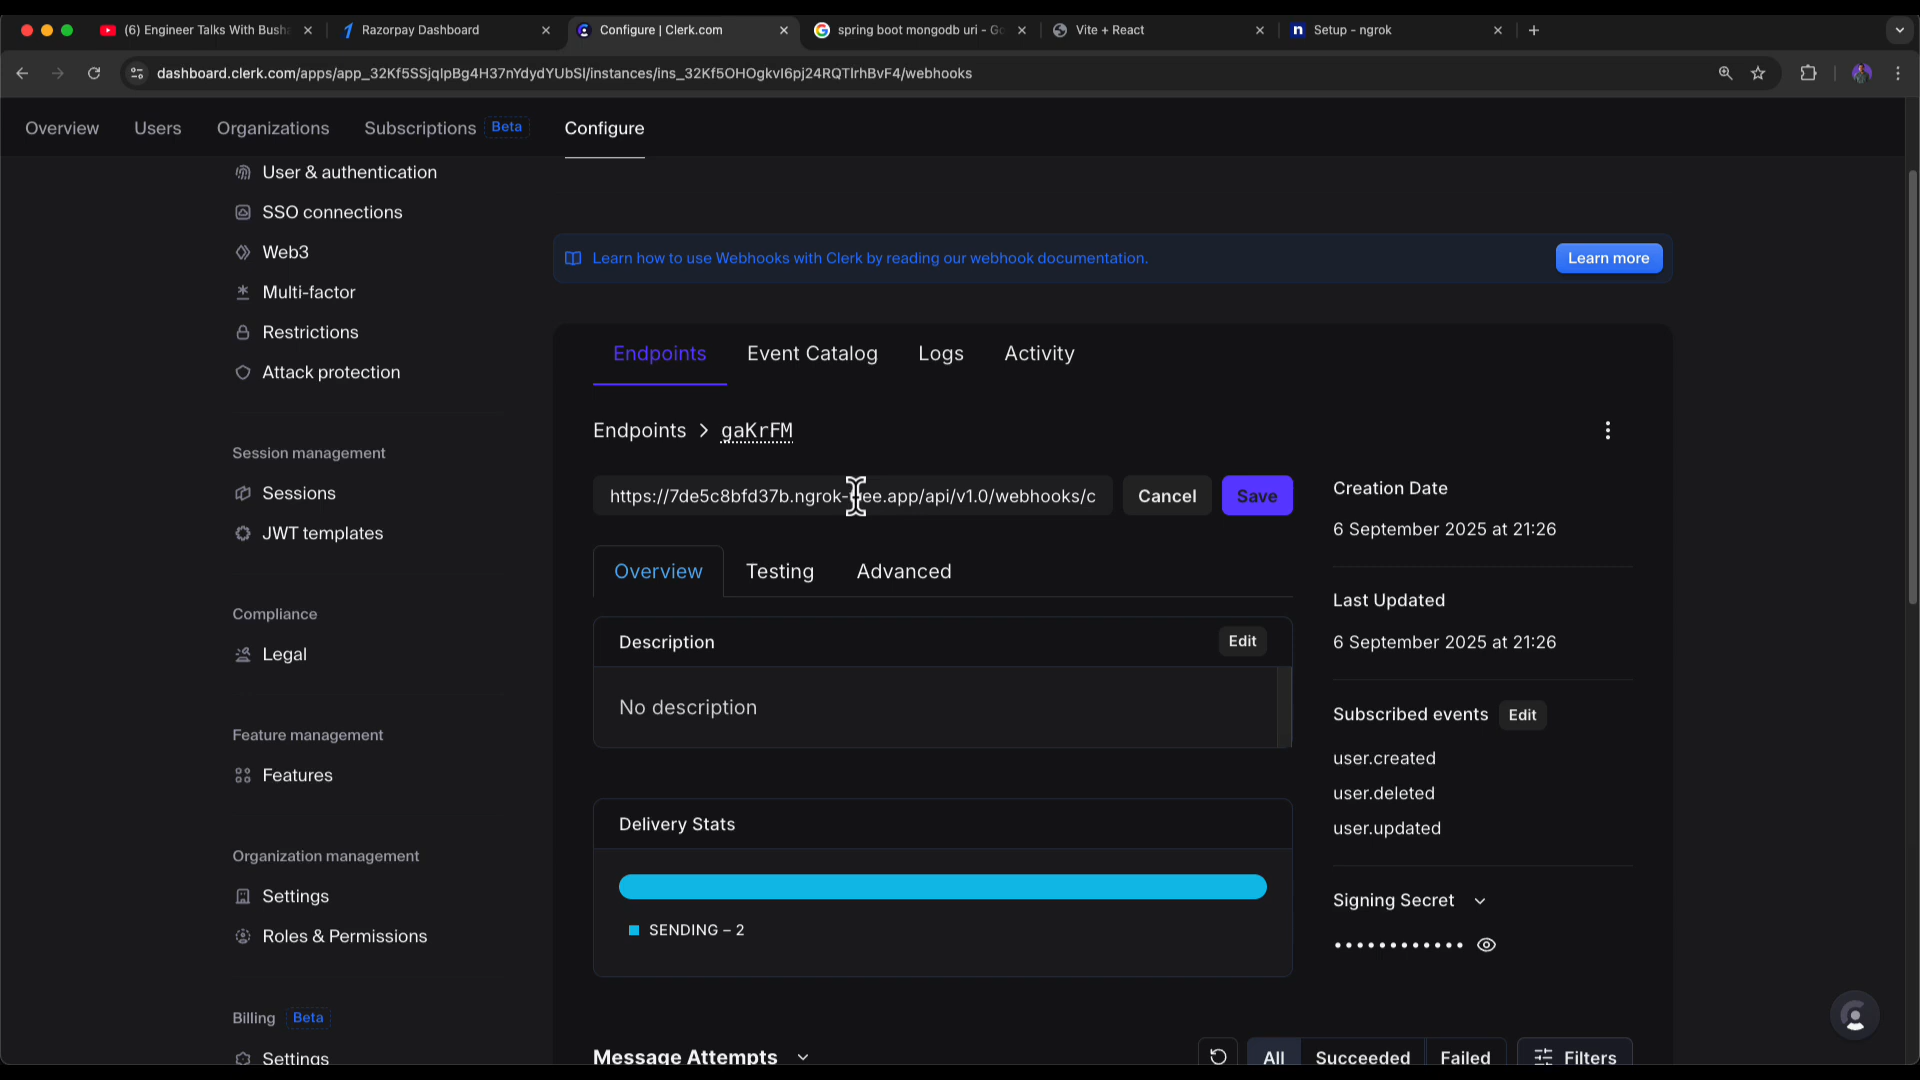 (6) Engineer Talks With Busha
Razorpay Dashboard
Configure | Clerk.com
spring boot mongodb uri - Go
Vite + React
Setup - ngrok
dashboard.clerk.com/apps/app_32Kf5SSjqIpBg4H37nYdydYUbSI/instances/ins_32Kf5OHOgkvI6pj24RQTIrhBvF4/webhooks
Overview
Users
Organizations
Subscriptions
Beta
Configure
User & authentication
SSO connections
Web3
Multi-factor
Restrictions
Attack protection
Session management
Sessions
JWT templates
Compliance
Legal
Feature management
Features
Organization management
Settings
Roles & Permissions
Billing Beta
Settings
Learn how to use Webhooks with Clerk by reading our webhook documentation.
Learn more
Endpoints
Event Catalog
Logs
Activity
Endpoints > gaKrFM
https://7de5c8bfd37b.ngrok-free.app/api/v1.0/webhooks/c
Cancel
Save
Overview
Testing
Advanced
Description
Edit
No description
Delivery Stats
SENDING – 2
Message Attempts
All
Succeeded
Failed
Filters
Creation Date
6 September 2025 at 21:26
Last Updated
6 September 2025 at 21:26
Subscribed events
Edit
user.created
user.deleted
user.updated
Signing Secret